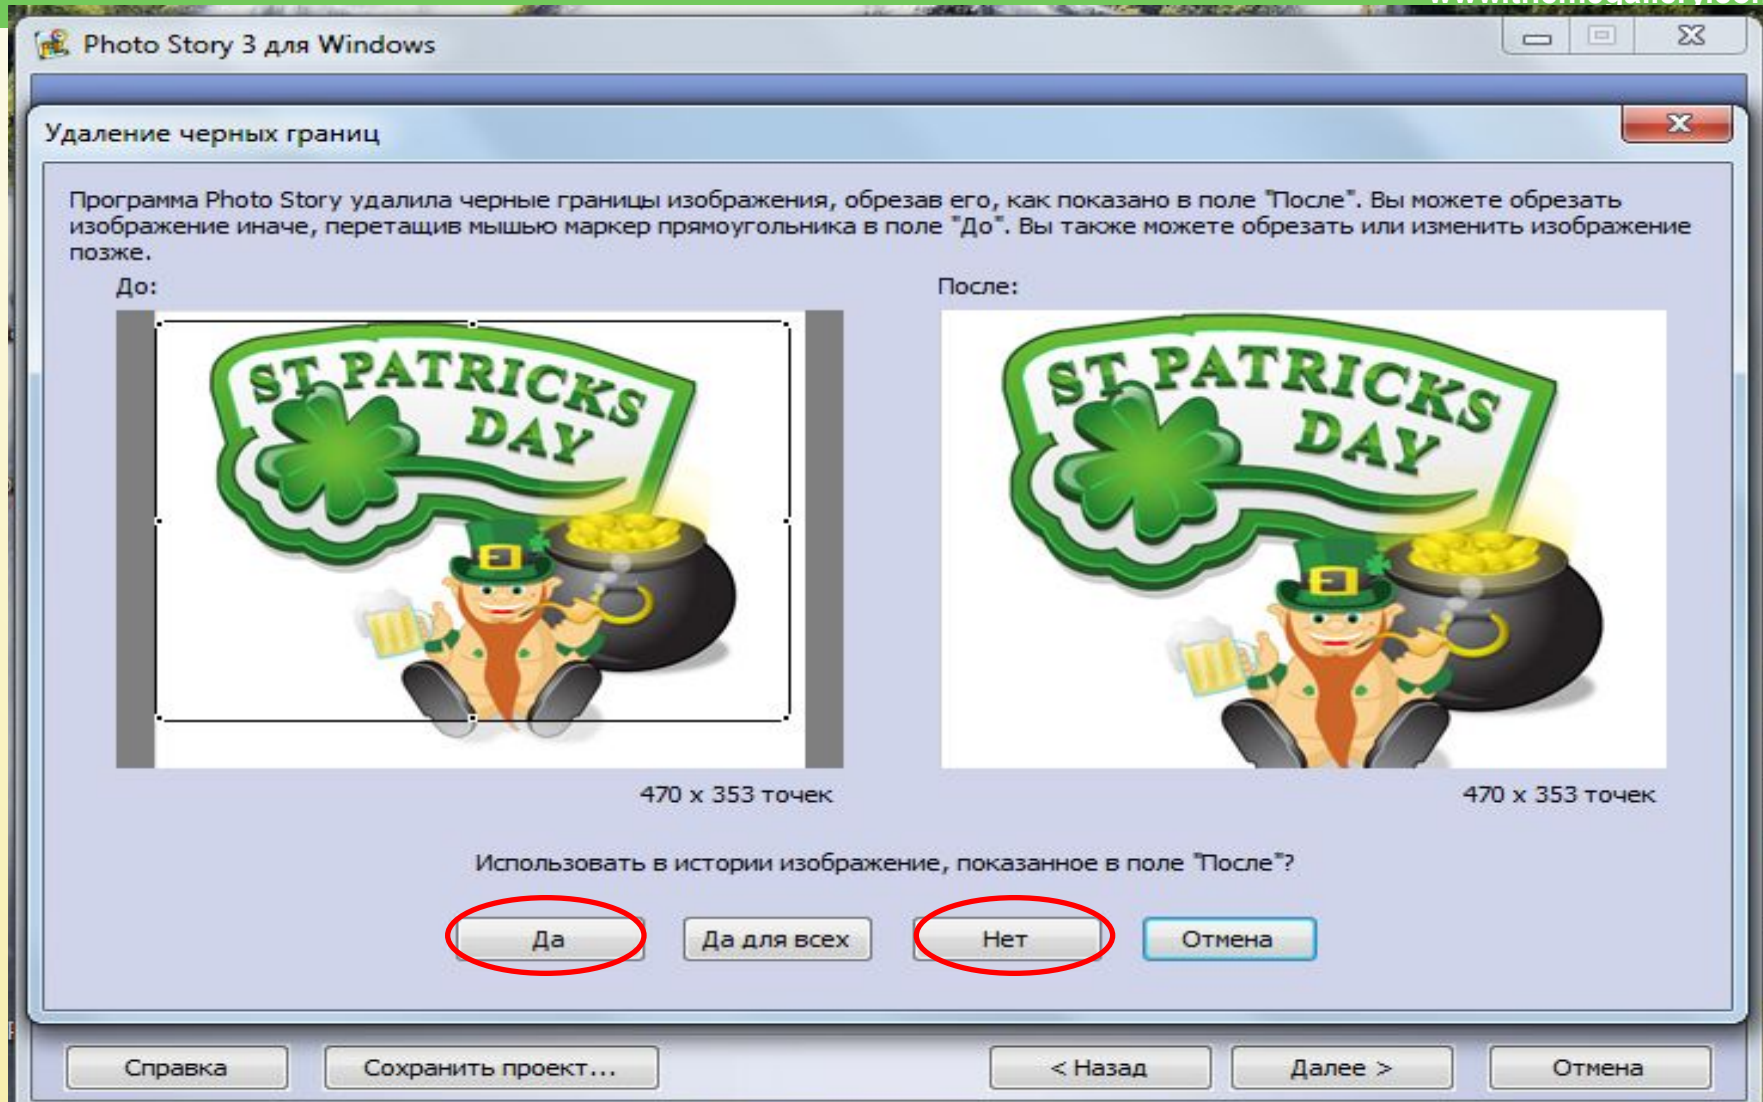 Photo Story 3 для Windows
Удаление черных границ
Программа Photo Story удалила черные границы изображения, обрезав его, как показано в поле "После". Вы можете обрезать
изображение иначе, перетащив мышью маркер прямоугольника в поле "До". Вы также можете обрезать или изменить изображение
позже.
До:
После:
ST PATRICKS
DAY
ST PATRICKS
DAY
470 x 353 точек
470 x 353 точек
Использовать в истории изображение, показанное в поле "После"?
Да
Да для всех
Нет
Отмена
Справка
Сохранить проект...
< Назад
Далее >
Отмена